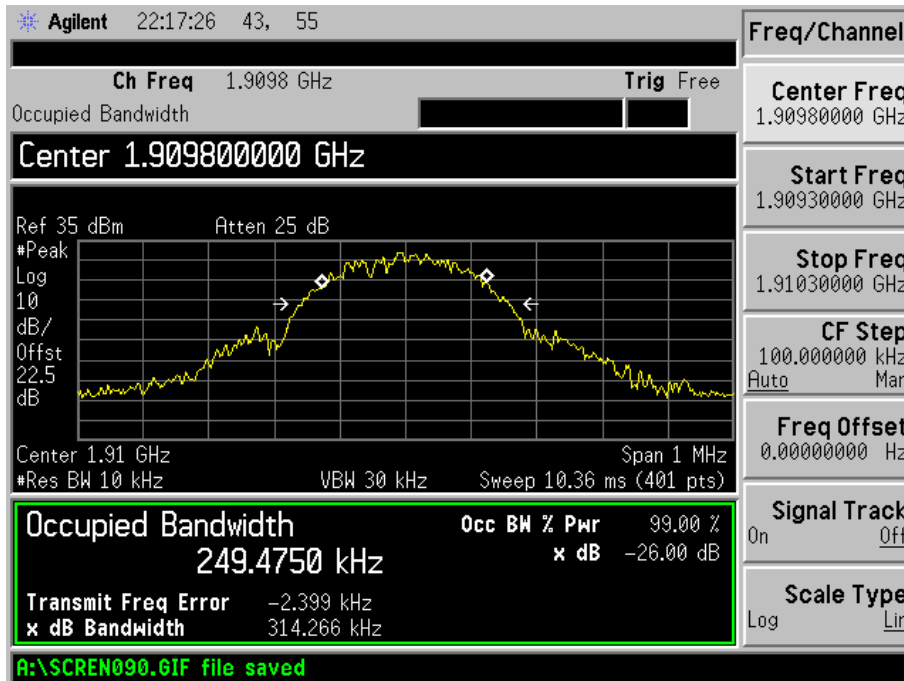 Agilent 22:17:26 43, 55
Ch Freq 1.9098 GHz Trig Free
Occupied Bandwidth
Center 1.909800000 GHz
Ref 35 dBm Atten 25 dB
#Peak
Log
10
dB/
Offst
22.5
dB
Center 1.91 GHz Span 1 MHz
#Res BW 10 kHz VBW 30 kHz Sweep 10.36 ms (401 pts)
Occupied Bandwidth
249.4750 kHz
Occ BW % Pwr 99.00 %
x dB -26.00 dB
Transmit Freq Error -2.399 kHz
x dB Bandwidth 314.266 kHz
A:\SCREN090.GIF file saved
Freq/Channel
Center Freq
1.90980000 GHz
Start Freq
1.90930000 GHz
Stop Freq
1.91030000 GHz
CF Step
100.000000 kHz
Auto Man
Freq Offset
0.00000000 Hz
Signal Track
On Off
Scale Type
Log Lin